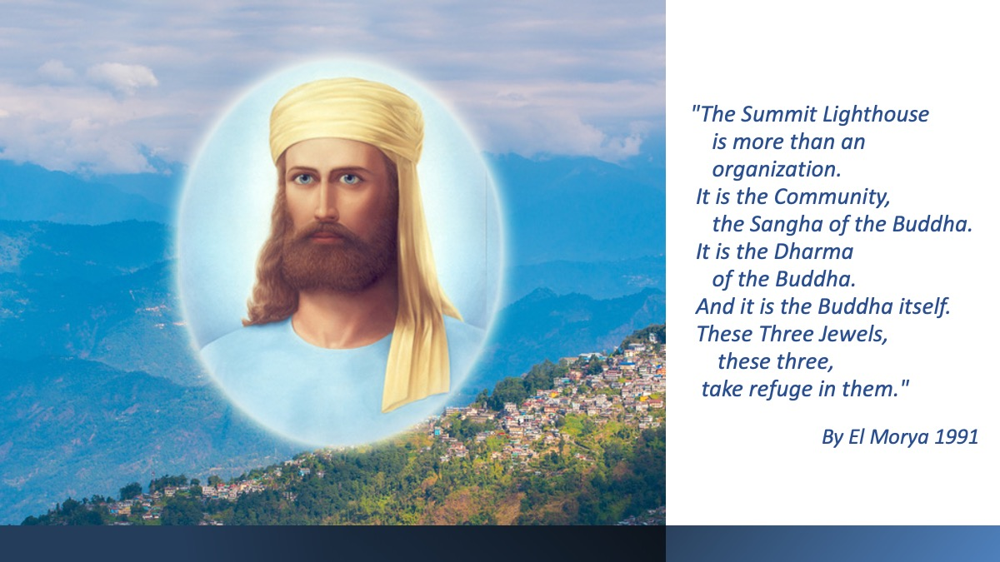 "The Summit Lighthouse
is more than an
organization.
It is the Community,
the Sangha of the Buddha.
It is the Dharma
of the Buddha.
And it is the Buddha itself.
These Three Jewels,
these three,
take refuge in them."
By El Morya 1991